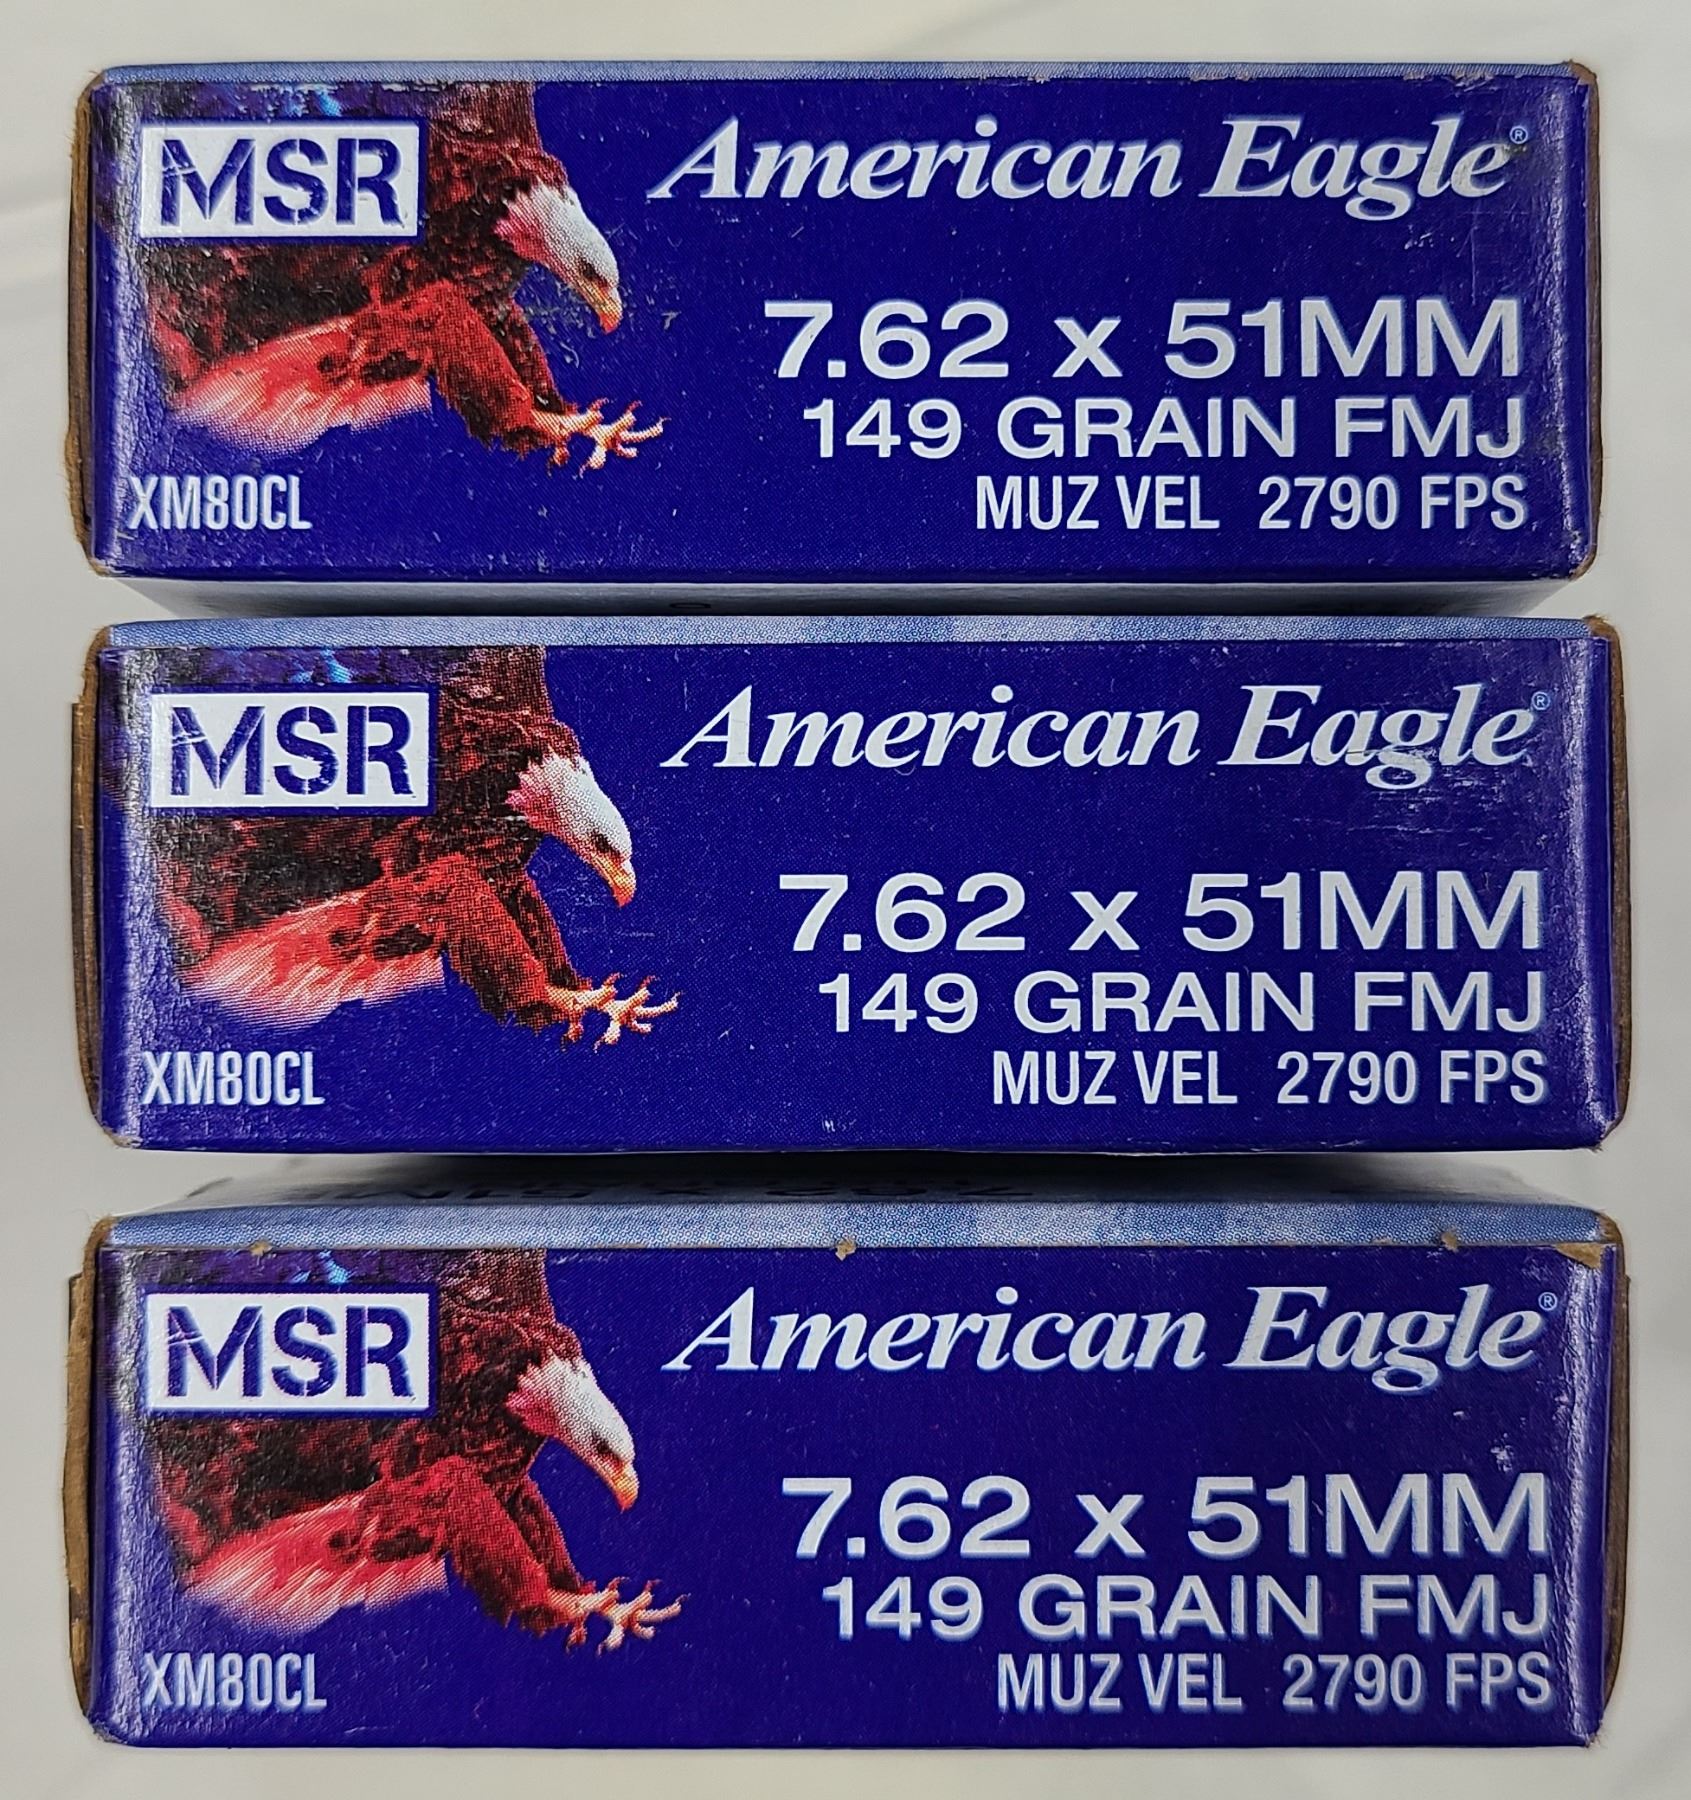 MSR
American Eagle®
7.62 x 51MM
149 GRAIN FMJ
XM80CL
MUZ VEL 2790 FPS
MSR
American Eagle®
7.62 x 51MM
149 GRAIN FMJ
XM80CL
MUZ VEL 2790 FPS
MSR
American Eagle®
7.62 x 51MM
149 GRAIN FMJ
XM80CL
MUZ VEL 2790 FPS